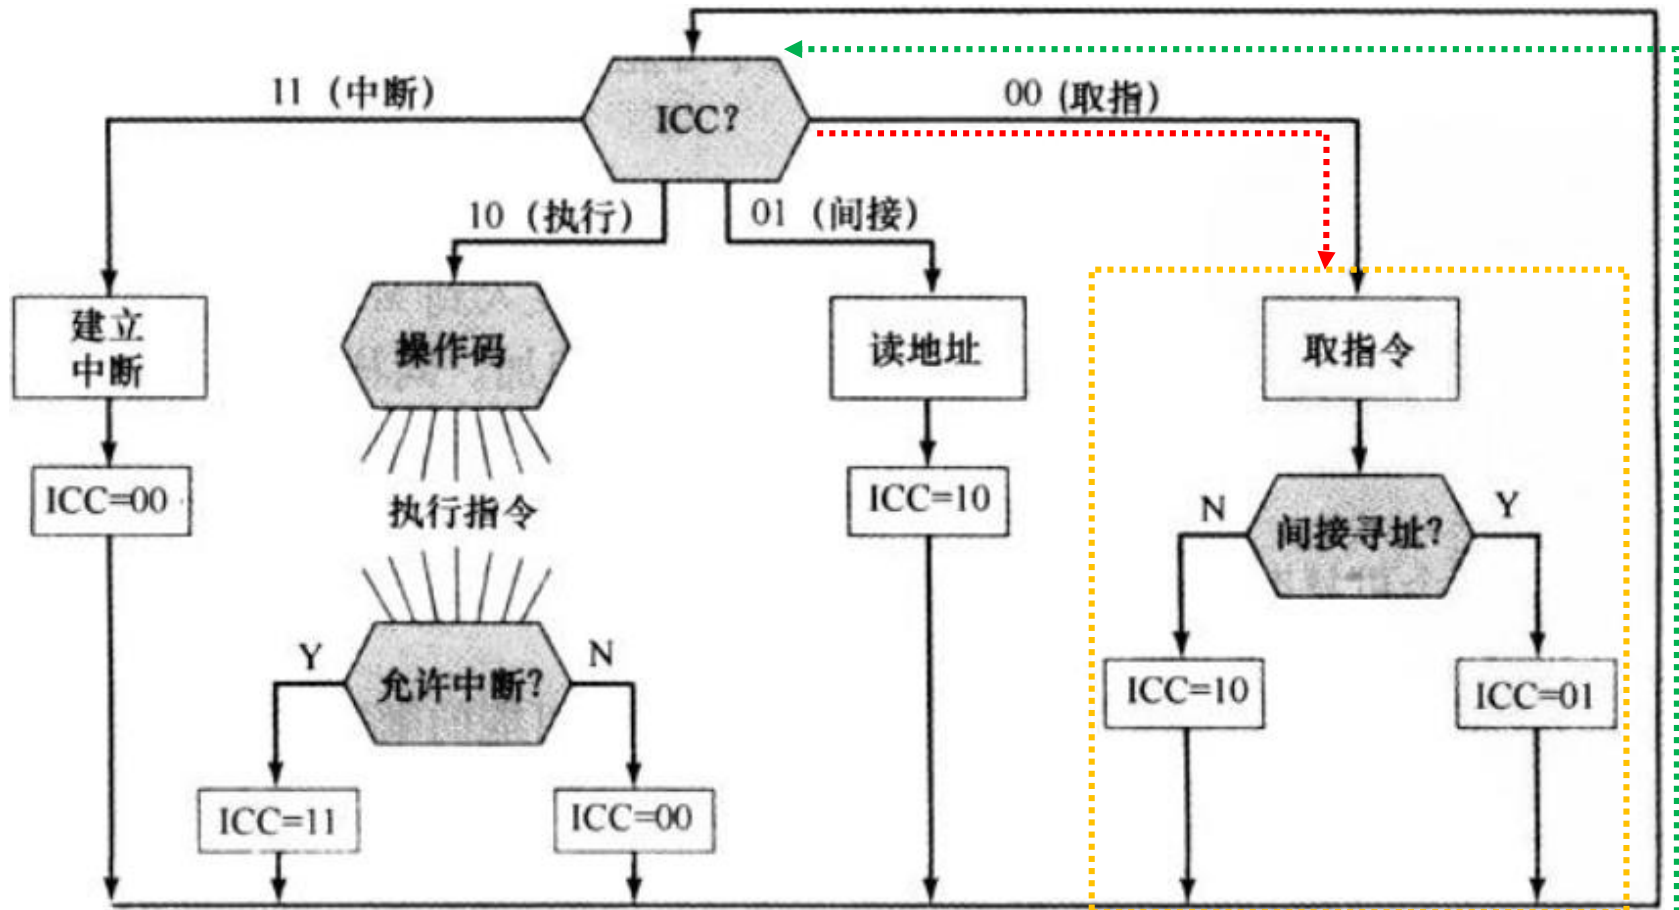 11 (中断)
ICC?
00 (取指)
10 (执行)
01 (间接)
建立
中断
操作码
读地址
取指令
ICC=00
执行指令
ICC=10
N
间接寻址?
Y
Y
允许中断?
N
ICC=10
ICC=01
ICC=11
ICC=00